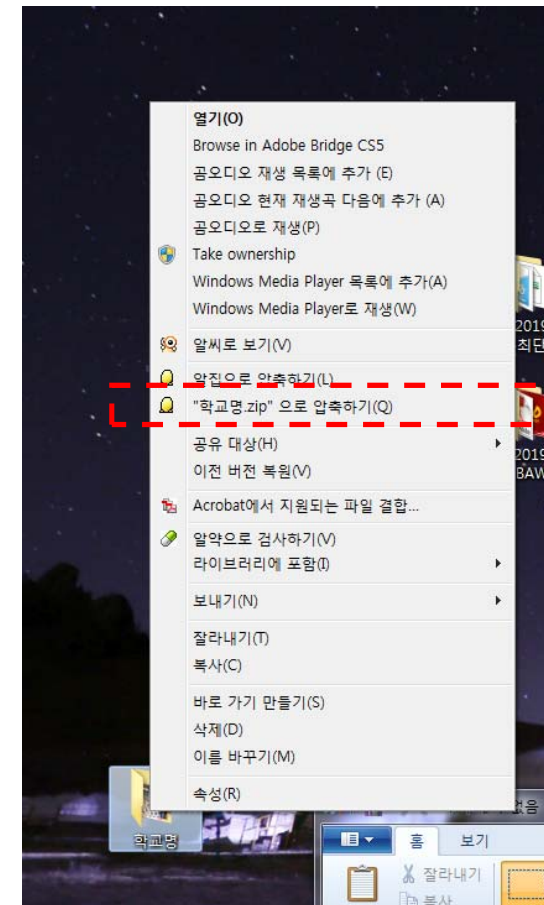 열기(O)
Browse in Adobe Bridge CS5
곰오디오 재생 목록에 추가 (E)
곰오디오 현재 재생곡 다음에 추가 (A)
곰오디오로 재생(P)
Take ownership
Windows Media Player 목록에 추가(A)
Windows Media Player로 재생(W)
2019
최단
알씨로 보기(V)
알집으로 압축하기(L)
"학교명.zip" 으로 압축하기(Q)
공유 대상(H)
2019
BAW
이전 버전 복원(V)
Acrobat에서 지원되는 파일 결합...
알약으로 검사하기(V)
라이브러리에 포함(I)
보내기(N)
잘라내기(T)
복사(C)
바로 가기 만들기(S)
삭제(D)
이름 바꾸기(M)
속성(R)
없음
학교명
홈
보기
잘라내기
복사